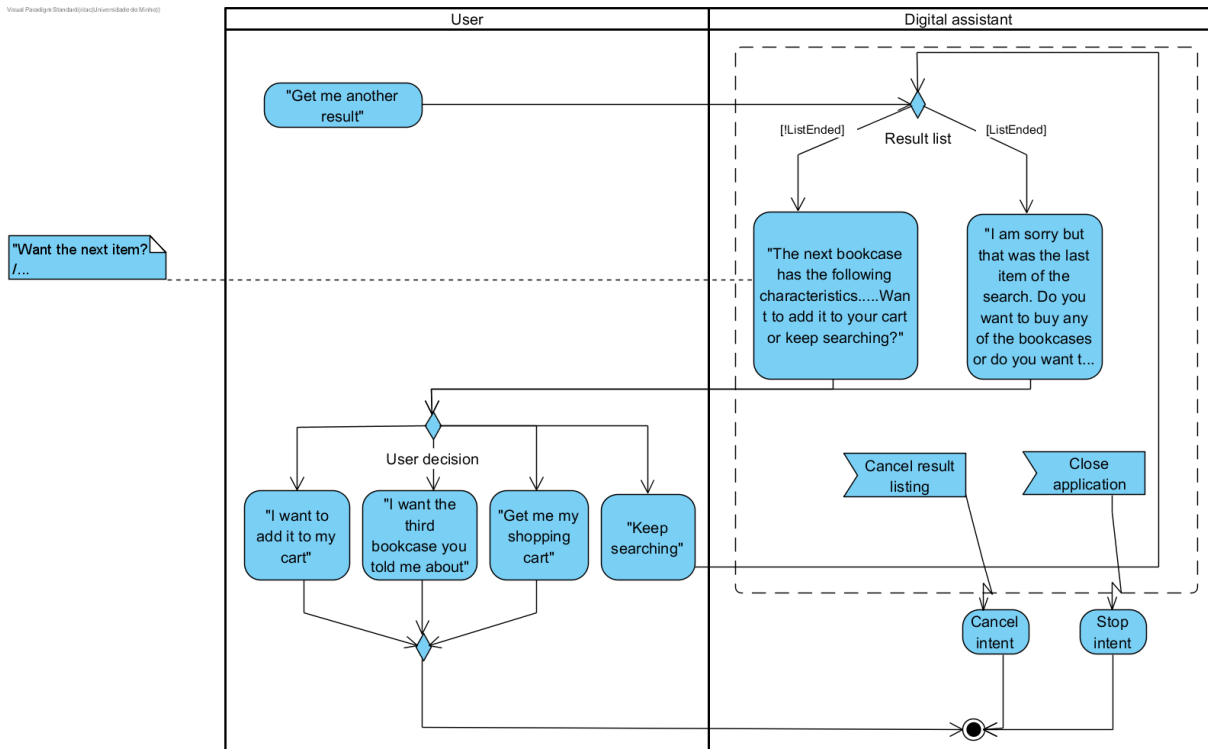 Visual Paradigm Standard(ritac(Universidade do Minho))
User
Digital assistant
"Get me another
result"
[!ListEnded]
[ListEnded]
Result list
"Want the next item?
/...
"The next bookcase
has the following
characteristics.....Wan
t to add it to your cart
or keep searching?"
"I am sorry but
that was the last
item of the
search. Do you
want to buy any
of the bookcases
or do you want t...
User decision
Cancel result
listing
Close
application
"I want to
add it to my
cart"
"I want the
third
bookcase you
told me about"
"Get me my
shopping
cart"
"Keep
searching"
Cancel
intent
Stop
intent